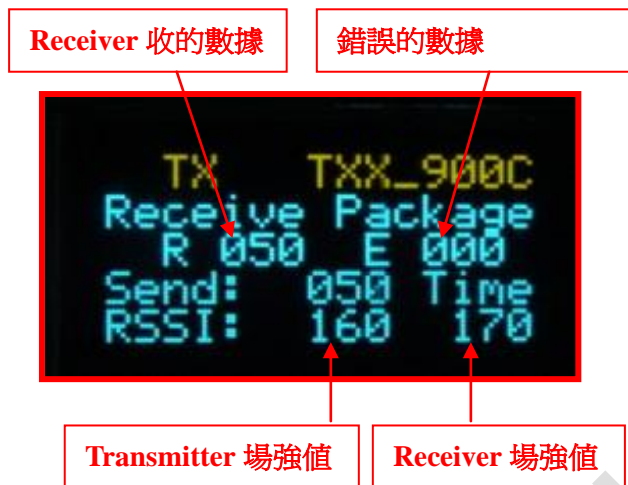 Receiver 收的數據
錯誤的數據
TX TXX_900C
Receive Package
R 050 E 000
Send: 050 Time
RSSI: 160 170
Transmitter 場強值
Receiver 場強值